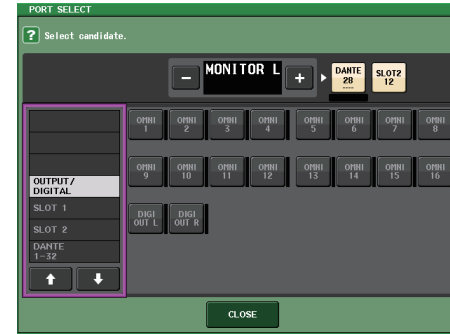 PORT SELECT
? Select candidate.
− MONITOR L +
DANTE
28
----
SLOT2
12
OUTPUT/
DIGITAL
SLOT 1
SLOT 2
DANTE
1-32
OMNI
1
OMNI
2
OMNI
3
OMNI
4
OMNI
5
OMNI
6
OMNI
7
OMNI
8
OMNI
9
OMNI
10
OMNI
11
OMNI
12
OMNI
13
OMNI
14
OMNI
15
OMNI
16
DIGI
OUT L
DIGI
OUT R
CLOSE